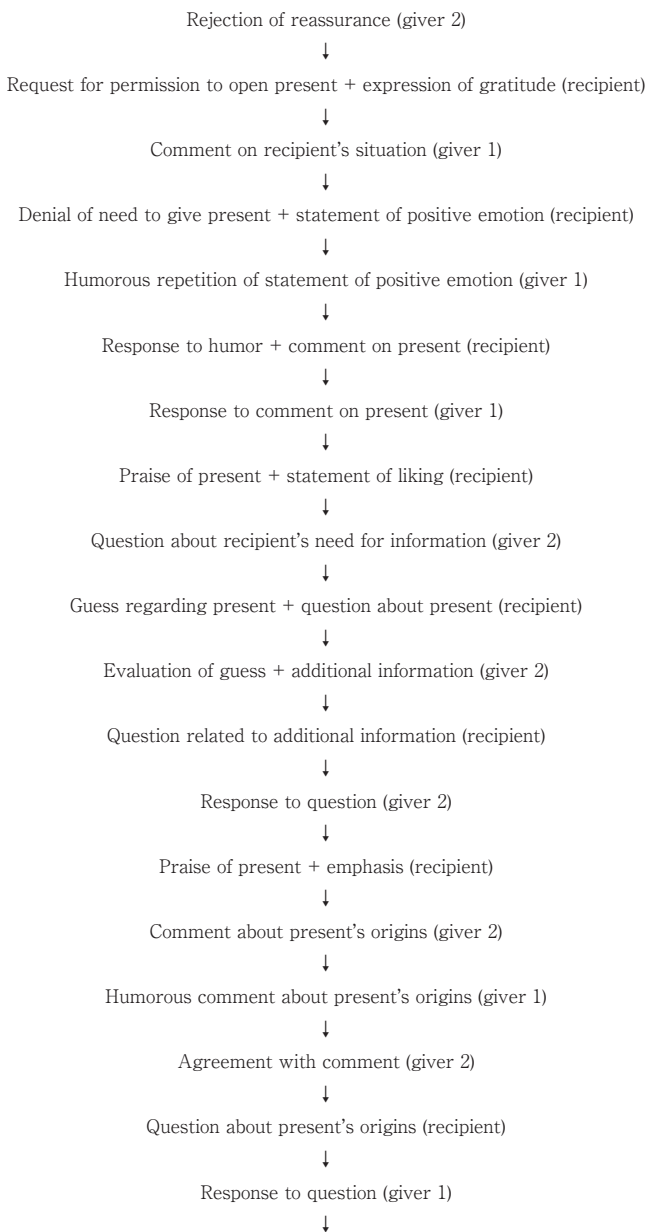 Rejection of reassurance (giver 2)
↓
Request for permission to open present + expression of gratitude (recipient)
↓
Comment on recipient's situation (giver 1)
↓
Denial of need to give present + statement of positive emotion (recipient)
↓
Humorous repetition of statement of positive emotion (giver 1)
↓
Response to humor + comment on present (recipient)
↓
Response to comment on present (giver 1)
↓
Praise of present + statement of liking (recipient)
↓
Question about recipient's need for information (giver 2)
↓
Guess regarding present + question about present (recipient)
↓
Evaluation of guess + additional information (giver 2)
↓
Question related to additional information (recipient)
↓
Response to question (giver 2)
↓
Praise of present + emphasis (recipient)
↓
Comment about present's origins (giver 2)
↓
Humorous comment about present's origins (giver 1)
↓
Agreement with comment (giver 2)
↓
Question about present's origins (recipient)
↓
Response to question (giver 1)
↓